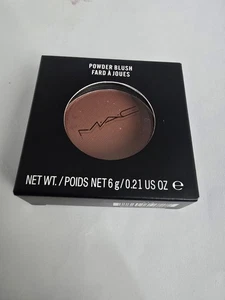 POWDER BLUSH
FARD À JOUES
MAC
NET WT. / POIDS NET 6 g / 0.21 US OZ ℮